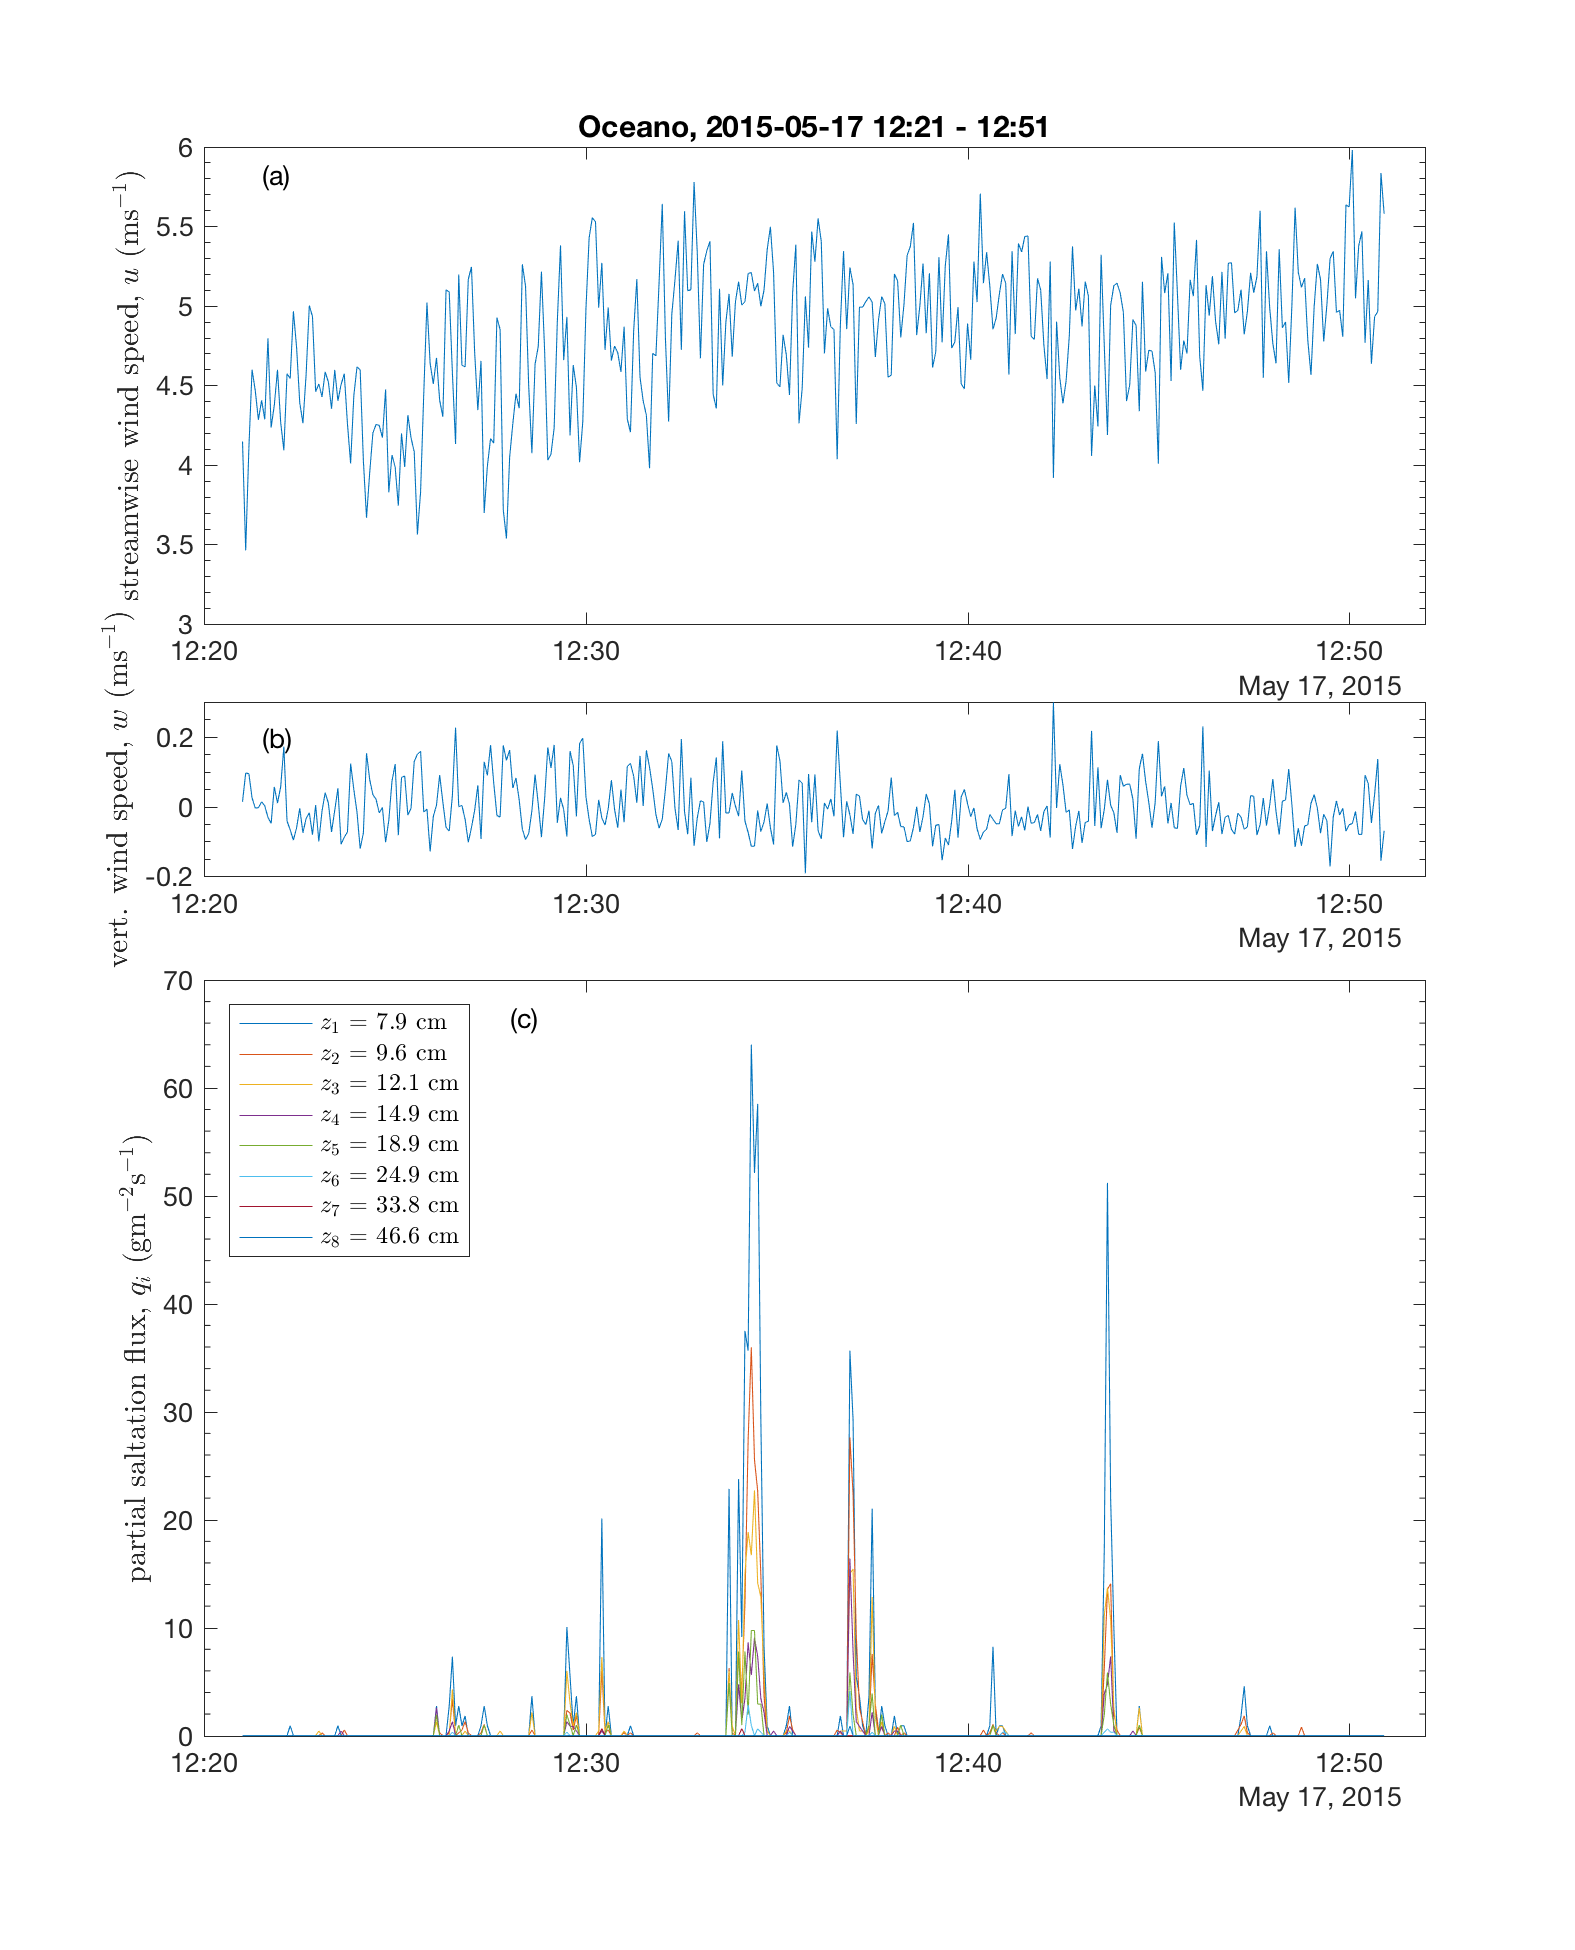 Oceano, 2015-05-17 12:21 - 12:51
(a)
streamwise wind speed, u (ms⁻¹)
6
5.5
5
4.5
4
3.5
3
12:20 12:30 12:40 12:50
May 17, 2015
(b)
vert. wind speed, w (ms⁻¹)
0.2
0
-0.2
12:20 12:30 12:40 12:50
May 17, 2015
(c)
partial saltation flux, qᵢ (gm⁻²s⁻¹)
70
60
50
40
30
20
10
0
z₁ = 7.9 cm
z₂ = 9.6 cm
z₃ = 12.1 cm
z₄ = 14.9 cm
z₅ = 18.9 cm
z₆ = 24.9 cm
z₇ = 33.8 cm
z₈ = 46.6 cm
12:20 12:30 12:40 12:50
May 17, 2015